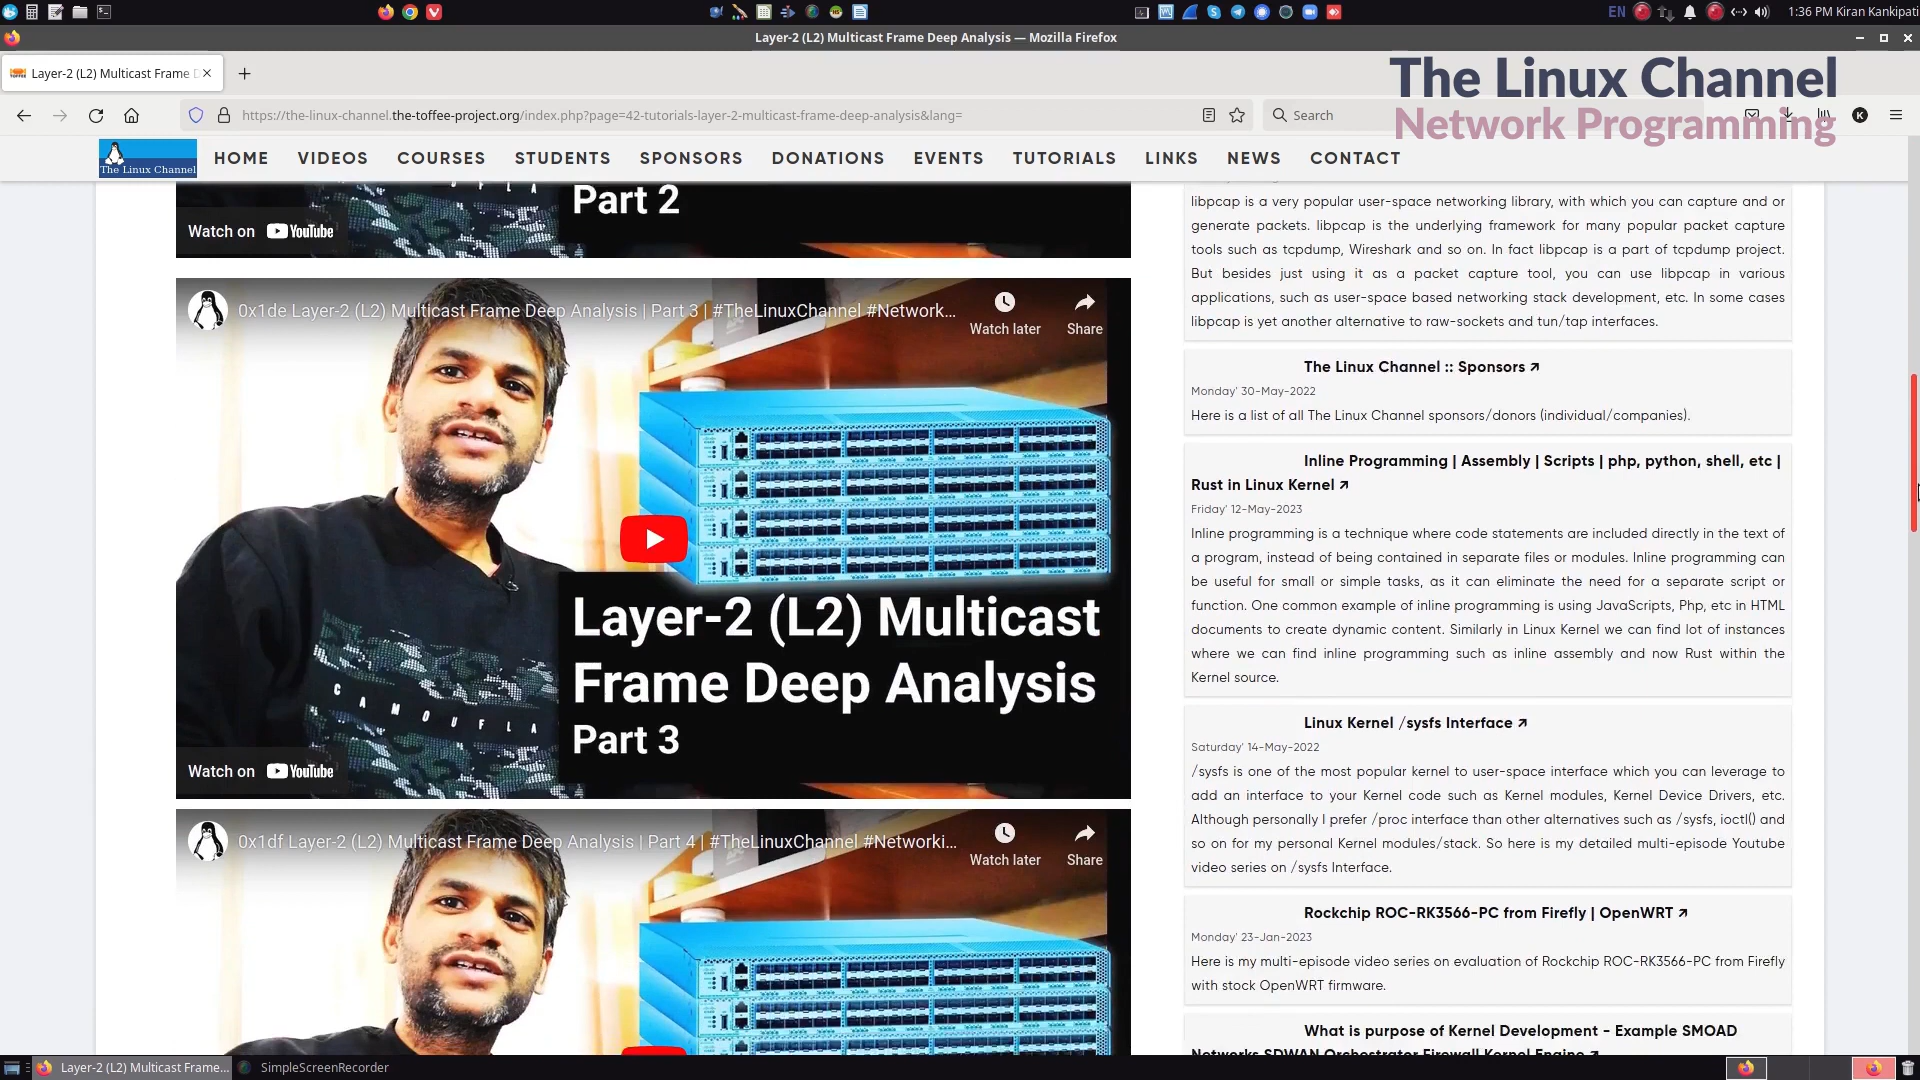 EN
1:36 PM Kiran Kankipati
Layer-2 (L2) Multicast Frame Deep Analysis — Mozilla Firefox
Layer-2 (L2) Multicast Frame D
The Linux Channel
Network Programming
https://the-linux-channel.the-toffee-project.org/index.php?page=42-tutorials-layer-2-multicast-frame-deep-analysis&lang=
Search
K
The Linux Channel
HOME VIDEOS COURSES STUDENTS SPONSORS DONATIONS EVENTS TUTORIALS LINKS NEWS CONTACT
Part 2
Watch on YouTube
0x1de Layer-2 (L2) Multicast Frame Deep Analysis | Part 3 | #TheLinuxChannel #Network...
Watch later
Share
Layer-2 (L2) Multicast
Frame Deep Analysis
Part 3
C A M O U F L A
Watch on YouTube
0x1df Layer-2 (L2) Multicast Frame Deep Analysis | Part 4 | #TheLinuxChannel #Networki...
Watch later
Share
libpcap is a very popular user-space networking library, with which you can capture and or
generate packets. libpcap is the underlying framework for many popular packet capture
tools such as tcpdump, Wireshark and so on. In fact libpcap is a part of tcpdump project.
But besides just using it as a packet capture tool, you can use libpcap in various
applications, such as user-space based networking stack development, etc. In some cases
libpcap is yet another alternative to raw-sockets and tun/tap interfaces.
The Linux Channel :: Sponsors ↗
Monday' 30-May-2022
Here is a list of all The Linux Channel sponsors/donors (individual/companies).
Inline Programming | Assembly | Scripts | php, python, shell, etc |
Rust in Linux Kernel ↗
Friday' 12-May-2023
Inline programming is a technique where code statements are included directly in the text of
a program, instead of being contained in separate files or modules. Inline programming can
be useful for small or simple tasks, as it can eliminate the need for a separate script or
function. One common example of inline programming is using JavaScripts, Php, etc in HTML
documents to create dynamic content. Similarly in Linux Kernel we can find lot of instances
where we can find inline programming such as inline assembly and now Rust within the
Kernel source.
Linux Kernel /sysfs Interface ↗
Saturday' 14-May-2022
/sysfs is one of the most popular kernel to user-space interface which you can leverage to
add an interface to your Kernel code such as Kernel modules, Kernel Device Drivers, etc.
Although personally I prefer /proc interface than other alternatives such as /sysfs, ioctl() and
so on for my personal Kernel modules/stack. So here is my detailed multi-episode Youtube
video series on /sysfs Interface.
Rockchip ROC-RK3566-PC from Firefly | OpenWRT ↗
Monday' 23-Jan-2023
Here is my multi-episode video series on evaluation of Rockchip ROC-RK3566-PC from Firefly
with stock OpenWRT firmware.
What is purpose of Kernel Development - Example SMOAD
Networks SDWAN Orchestrator Firewall Kernel Engine ↗
Layer-2 (L2) Multicast Frame...
SimpleScreenRecorder